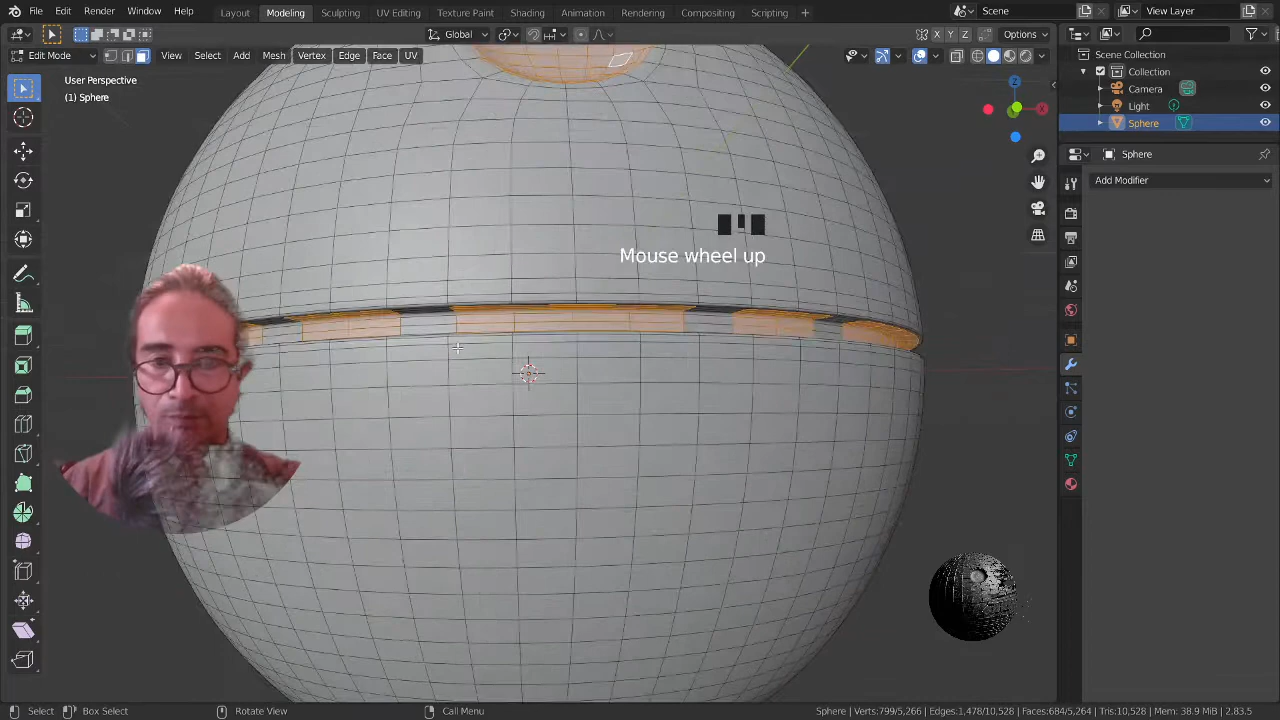 File Edit Render Window Help Layout Modeling Sculpting UV Editing Texture Paint Shading Animation Rendering Compositing Scripting + Scene View Layer
Global X Y Z Options
Edit Mode View Select Add Mesh Vertex Edge Face UV
User Perspective
(1) Sphere
Scene Collection
Collection
Camera
Light
Sphere
Sphere
Add Modifier
Z
X
Mouse wheel up
Select Box Select Rotate View Call Menu Sphere | Verts:799/5,266 | Edges:1,478/10,528 | Faces:684/5,264 | Tris:10,528 | Mem: 38.9 MiB | 2.83.5